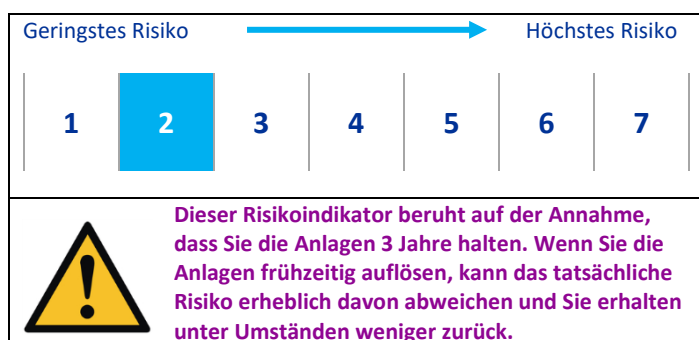 Geringstes Risiko Höchstes Risiko
1 2 3 4 5 6 7
Dieser Risikoindikator beruht auf der Annahme,
dass Sie die Anlagen 3 Jahre halten. Wenn Sie die
Anlagen frühzeitig auflösen, kann das tatsächliche
Risiko erheblich davon abweichen und Sie erhalten
unter Umständen weniger zurück.